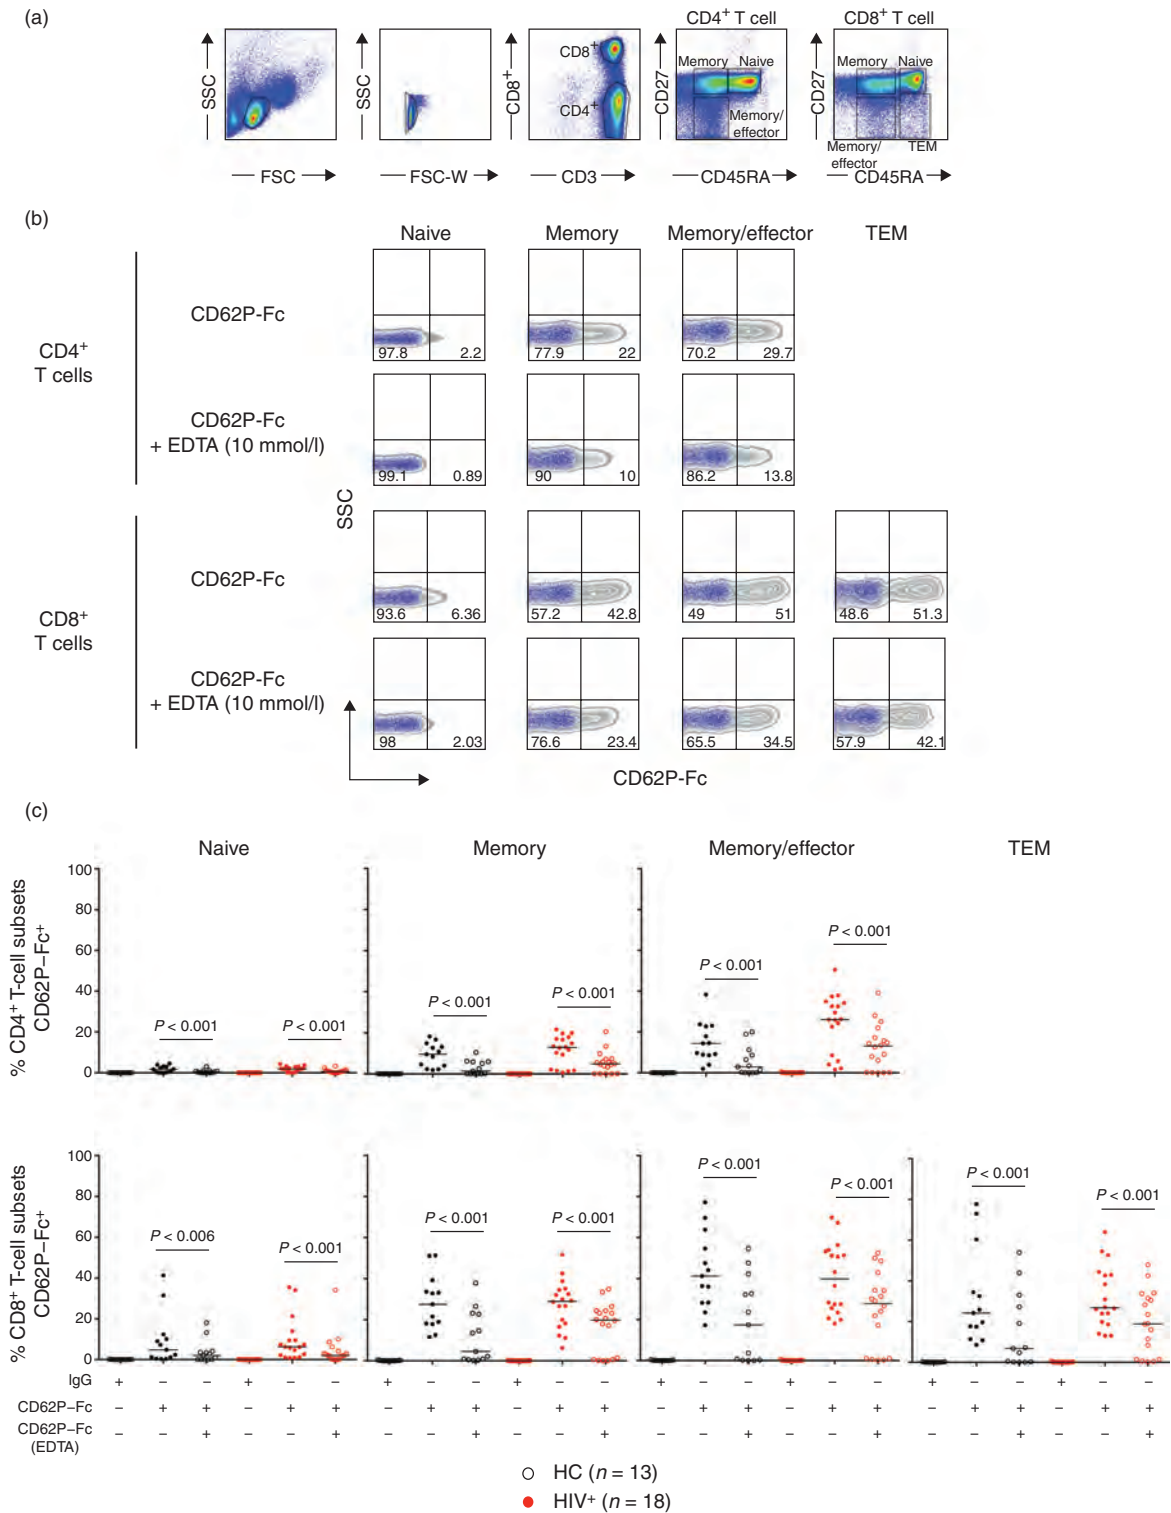 (a)
CD4+ T cell
CD8+ T cell
SSC
SSC
CD8+
CD27
CD27
CD8+
CD4+
Memory
Naive
Memory/
effector
Memory
Naive
Memory/
effector
TEM
FSC
FSC-W
CD3
CD45RA
CD45RA
(b)
Naive
Memory
Memory/effector
TEM
CD4+
T cells
CD62P-Fc
97.8 2.2
77.9 22
70.2 29.7
CD62P-Fc
+ EDTA (10 mmol/l)
99.1 0.89
90 10
86.2 13.8
SSC
CD8+
T cells
CD62P-Fc
93.6 6.36
57.2 42.8
49 51
48.6 51.3
CD62P-Fc
+ EDTA (10 mmol/l)
98 2.03
76.6 23.4
65.5 34.5
57.9 42.1
CD62P-Fc
(c)
Naive
Memory
Memory/effector
TEM
% CD4+ T-cell subsets
CD62P–Fc+
100
80
60
40
20
0
P < 0.001
P < 0.001
P < 0.001
P < 0.001
P < 0.001
P < 0.001
% CD8+ T-cell subsets
CD62P–Fc+
100
80
60
40
20
0
P < 0.006
P < 0.001
P < 0.001
P < 0.001
P < 0.001
P < 0.001
P < 0.001
P < 0.001
IgG + – – + – – + – – + – – + – – + – – + – – + – –
CD62P–Fc – + + – + + – + + – + + – + + – + + – + + – + +
CD62P–Fc
(EDTA)
– – + – – + – – + – – + – – + – – + – – + – – +
HC (n = 13)
HIV+ (n = 18)